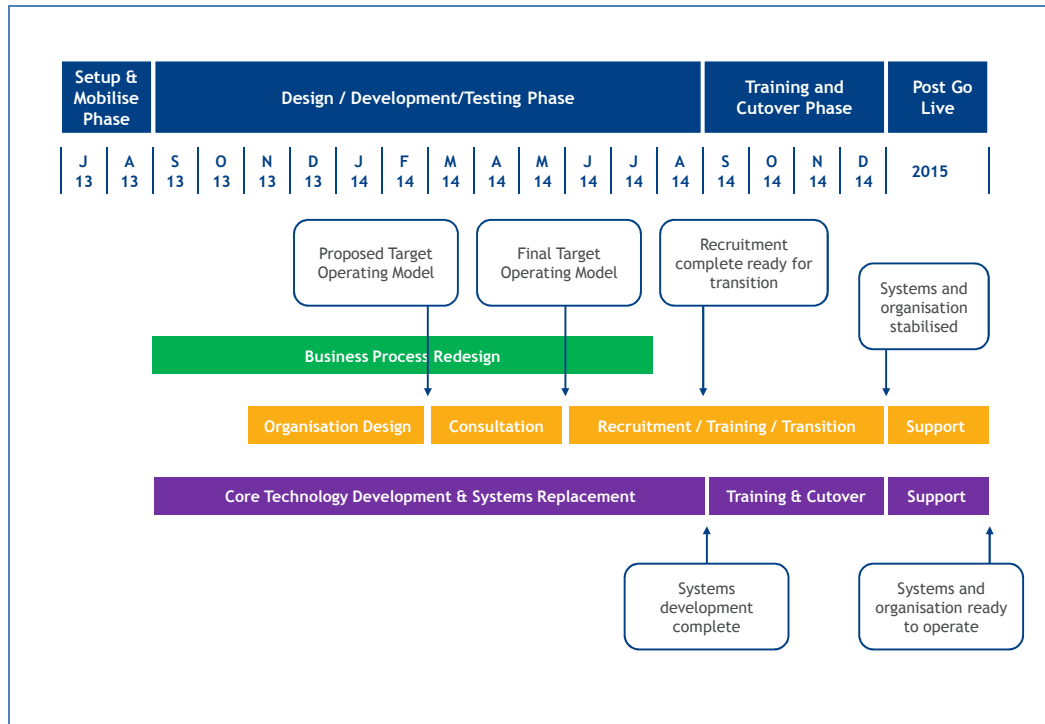 Setup &
Mobilise
Phase
Design / Development/Testing Phase
Training and
Cutover Phase
Post Go
Live
J A S O N D J F M A M J J A S O N D
13 13 13 13 13 13 14 14 14 14 14 14 14 14 14 14 14 14
2015
Proposed Target
Operating Model
Final Target
Operating Model
Recruitment
complete ready for
transition
Systems and
organisation
stabilised
Business Process Redesign
Organisation Design
Consultation
Recruitment / Training / Transition
Support
Core Technology Development & Systems Replacement
Training & Cutover
Support
Systems
development
complete
Systems and
organisation ready
to operate